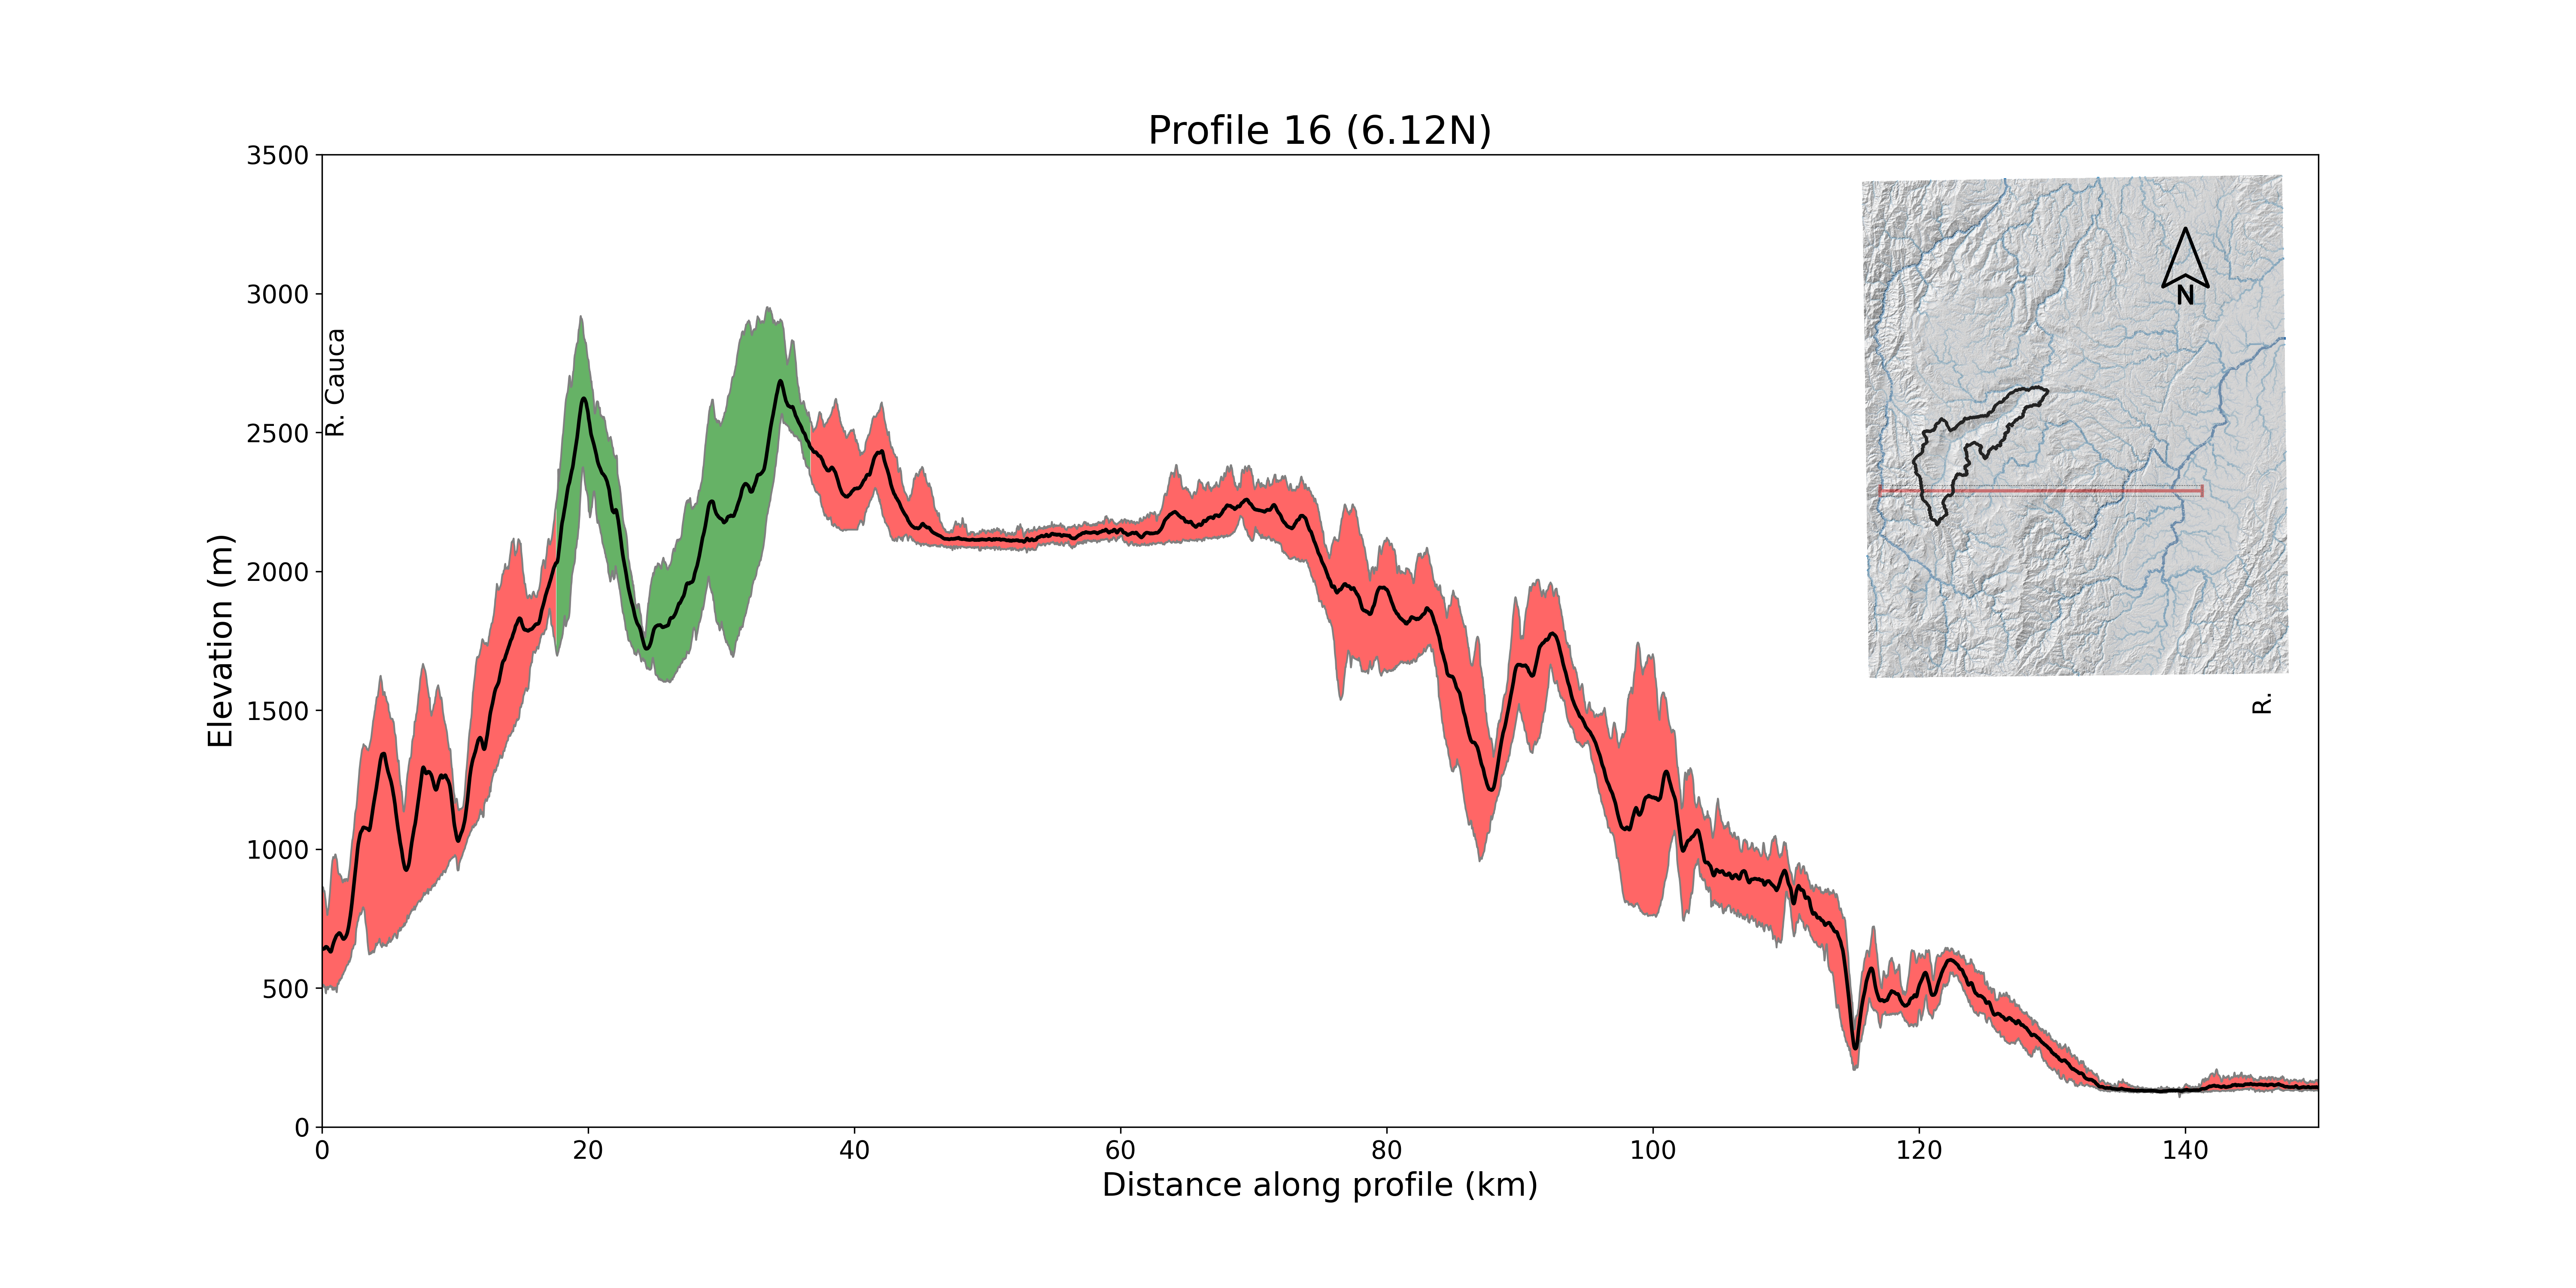 Profile 16 (6.12N)
3500
3000
2500
2000
1500
1000
500
0
Elevation (m)
R. Cauca
N
R.
0 20 40 60 80 100 120 140
Distance along profile (km)